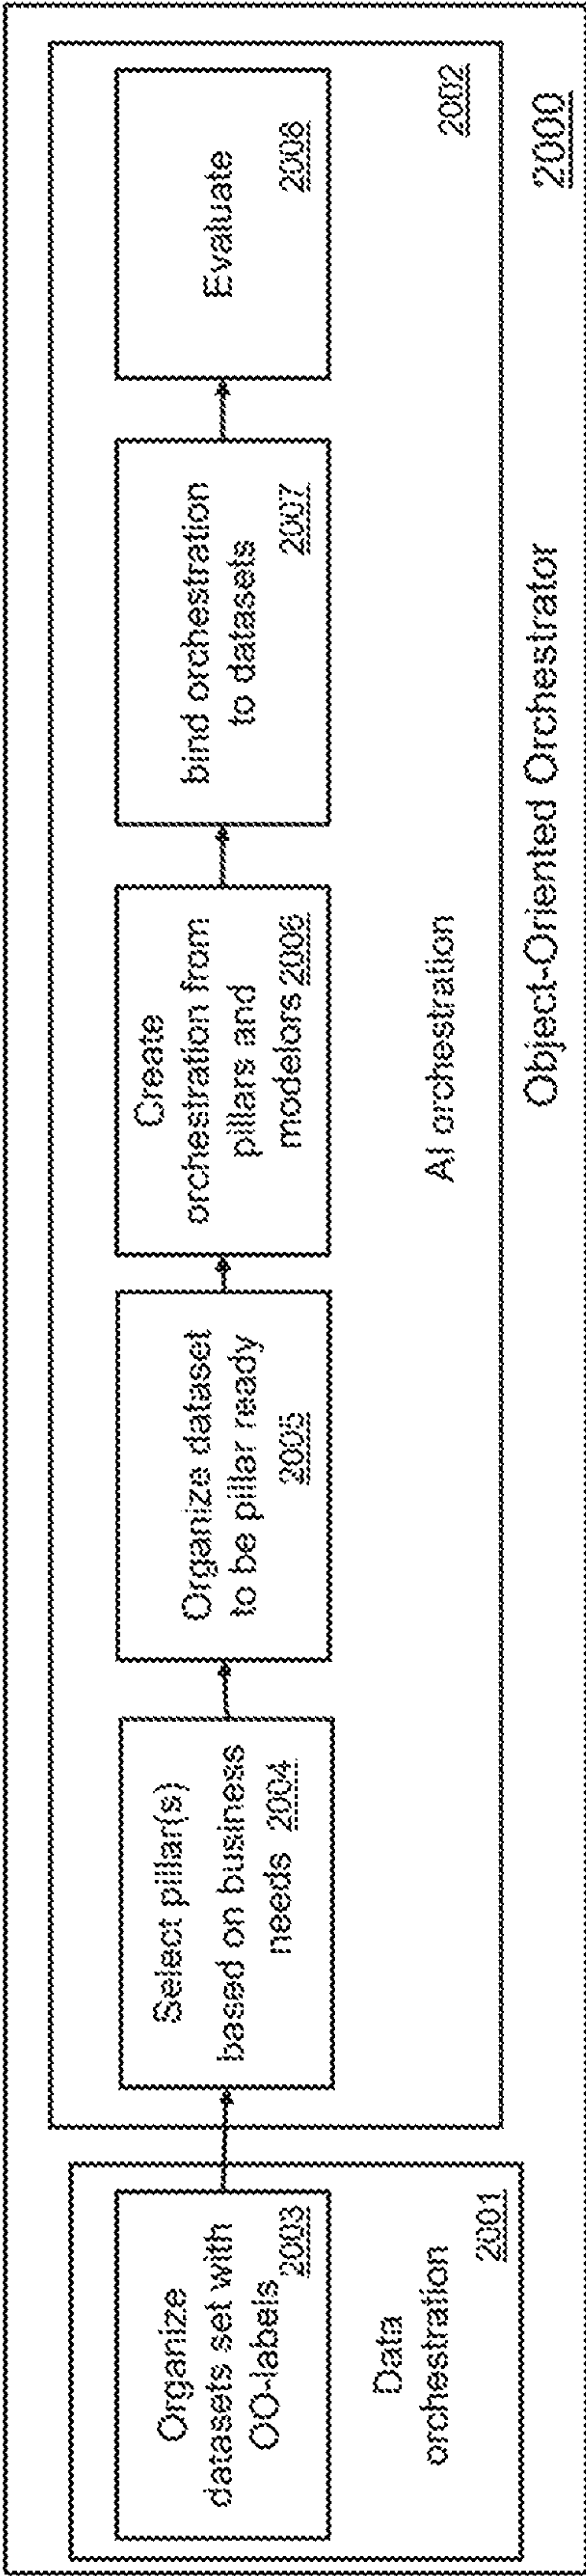 Organize
datasets set with
OO-labels 2003
Data
orchestration
2001
Select pillar(s)
based on business
needs 2004
Organize dataset
to be pillar ready
2005
Create
orchestration from
pillars and
modelors 2006
bind orchestration
to datasets
2007
Evaluate
2008
AI orchestration
2002
Object-Oriented Orchestrator
2000